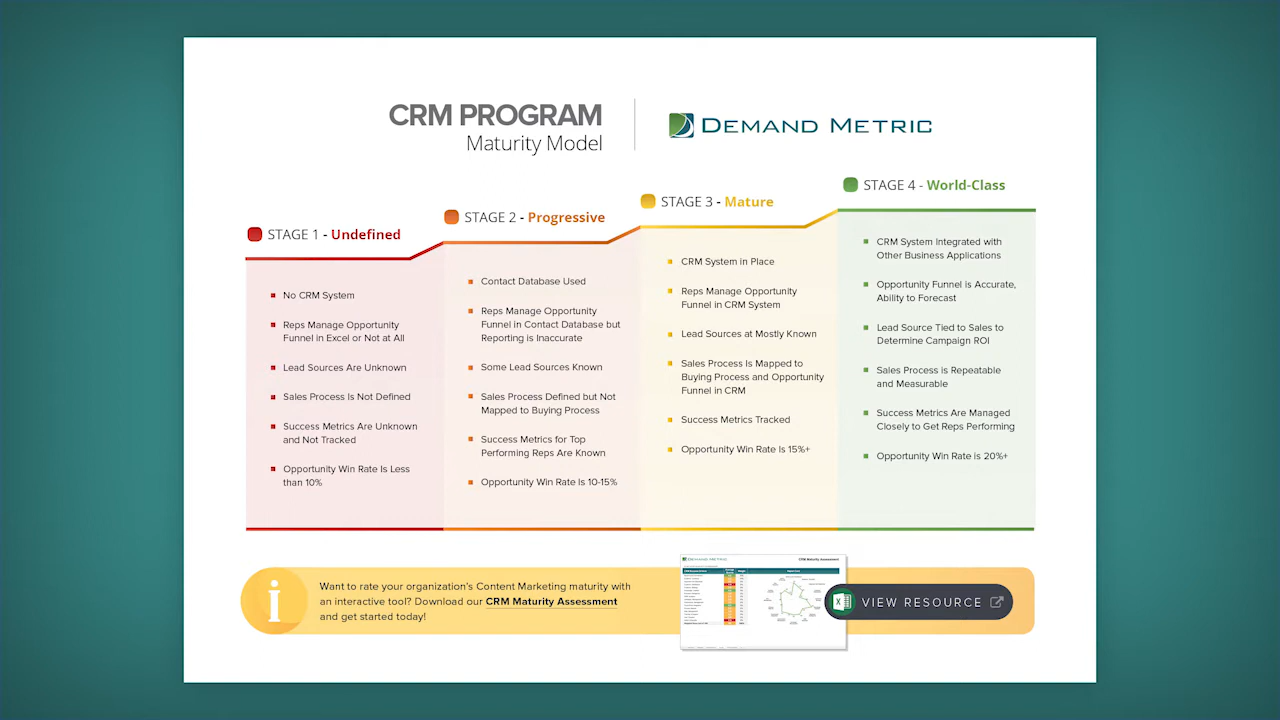 CRM PROGRAM
Maturity Model
DEMAND METRIC
STAGE 1 - Undefined
No CRM System
Reps Manage Opportunity
Funnel in Excel or Not at All
Lead Sources Are Unknown
Sales Process Is Not Defined
Success Metrics Are Unknown
and Not Tracked
Opportunity Win Rate Is Less
than 10%
STAGE 2 - Progressive
Contact Database Used
Reps Manage Opportunity
Funnel in Contact Database but
Reporting is Inaccurate
Some Lead Sources Known
Sales Process Defined but Not
Mapped to Buying Process
Success Metrics for Top
Performing Reps Are Known
Opportunity Win Rate Is 10-15%
STAGE 3 - Mature
CRM System in Place
Reps Manage Opportunity
Funnel in CRM System
Lead Sources at Mostly Known
Sales Process Is Mapped to
Buying Process and Opportunity
Funnel in CRM
Success Metrics Tracked
Opportunity Win Rate Is 15%+
STAGE 4 - World-Class
CRM System Integrated with
Other Business Applications
Opportunity Funnel is Accurate,
Ability to Forecast
Lead Source Tied to Sales to
Determine Campaign ROI
Sales Process is Repeatable
and Measurable
Success Metrics Are Managed
Closely to Get Reps Performing
Opportunity Win Rate is 20%+
Want to rate your organization's Content Marketing maturity with
an interactive tool? Download our CRM Maturity Assessment
and get started today!
DEMAND METRIC
CRM Maturity Assessment
VIEW RESOURCE